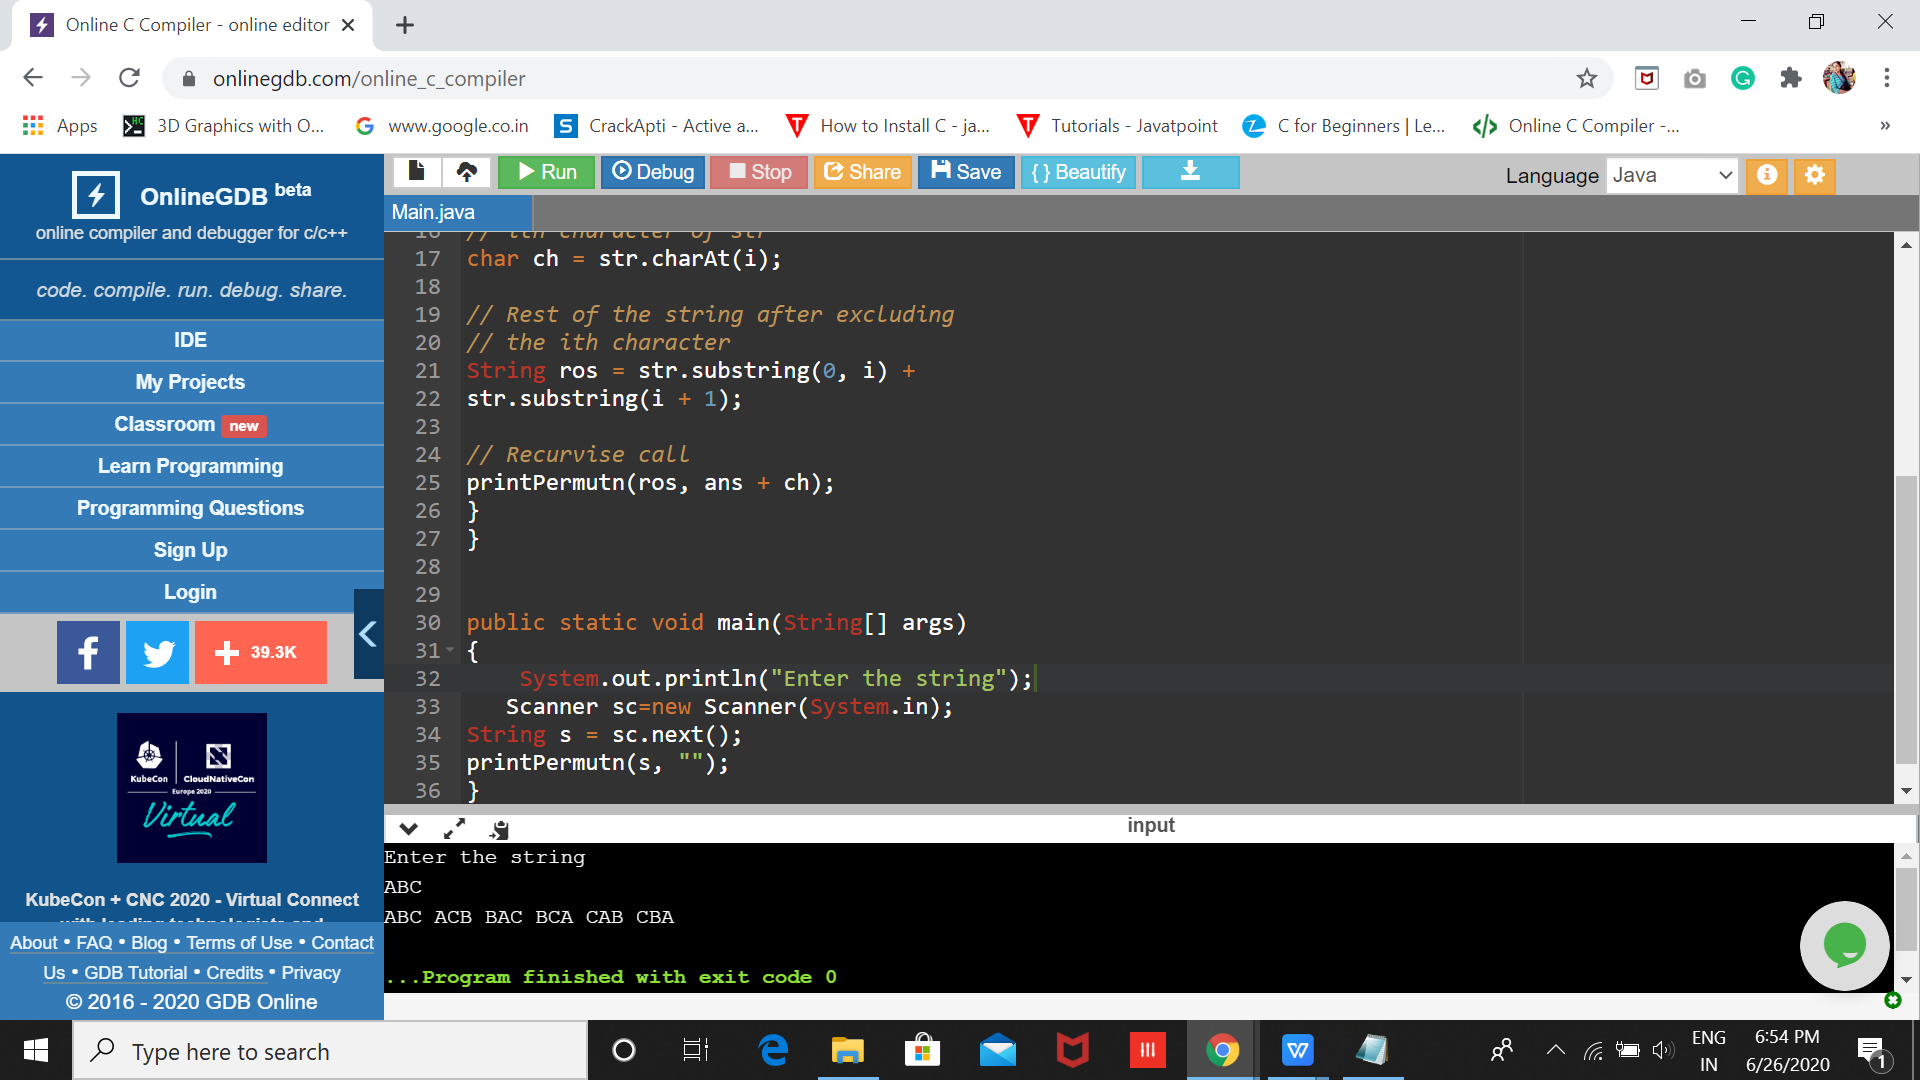 Online C Compiler - online editor
onlinegdb.com/online_c_compiler
Apps
3D Graphics with O...
www.google.co.in
CrackApti - Active a...
How to Install C - ja...
Tutorials - Javatpoint
C for Beginners | Le...
Online C Compiler -...
»
OnlineGDB beta
online compiler and debugger for c/c++
code. compile. run. debug. share.
IDE
My Projects
Classroom new
Learn Programming
Programming Questions
Sign Up
Login
39.3K
KubeCon CloudNativeCon
Europe 2020
Virtual
KubeCon + CNC 2020 - Virtual Connect
with leading technologists and
About • FAQ • Blog • Terms of Use • Contact
Us • GDB Tutorial • Credits • Privacy
© 2016 - 2020 GDB Online
Run Debug Stop Share Save { } Beautify
Language Java
Main.java
16 // ith character of str
17 char ch = str.charAt(i);
18
19 // Rest of the string after excluding
20 // the ith character
21 String ros = str.substring(0, i) +
22 str.substring(i + 1);
23
24 // Recurvise call
25 printPermutn(ros, ans + ch);
26 }
27 }
28
29
30 public static void main(String[] args)
31 {
32 System.out.println("Enter the string");
33 Scanner sc=new Scanner(System.in);
34 String s = sc.next();
35 printPermutn(s, "");
36 }
input
Enter the string
ABC
ABC ACB BAC BCA CAB CBA
...Program finished with exit code 0
Type here to search
ENG
IN
6:54 PM
6/26/2020
1